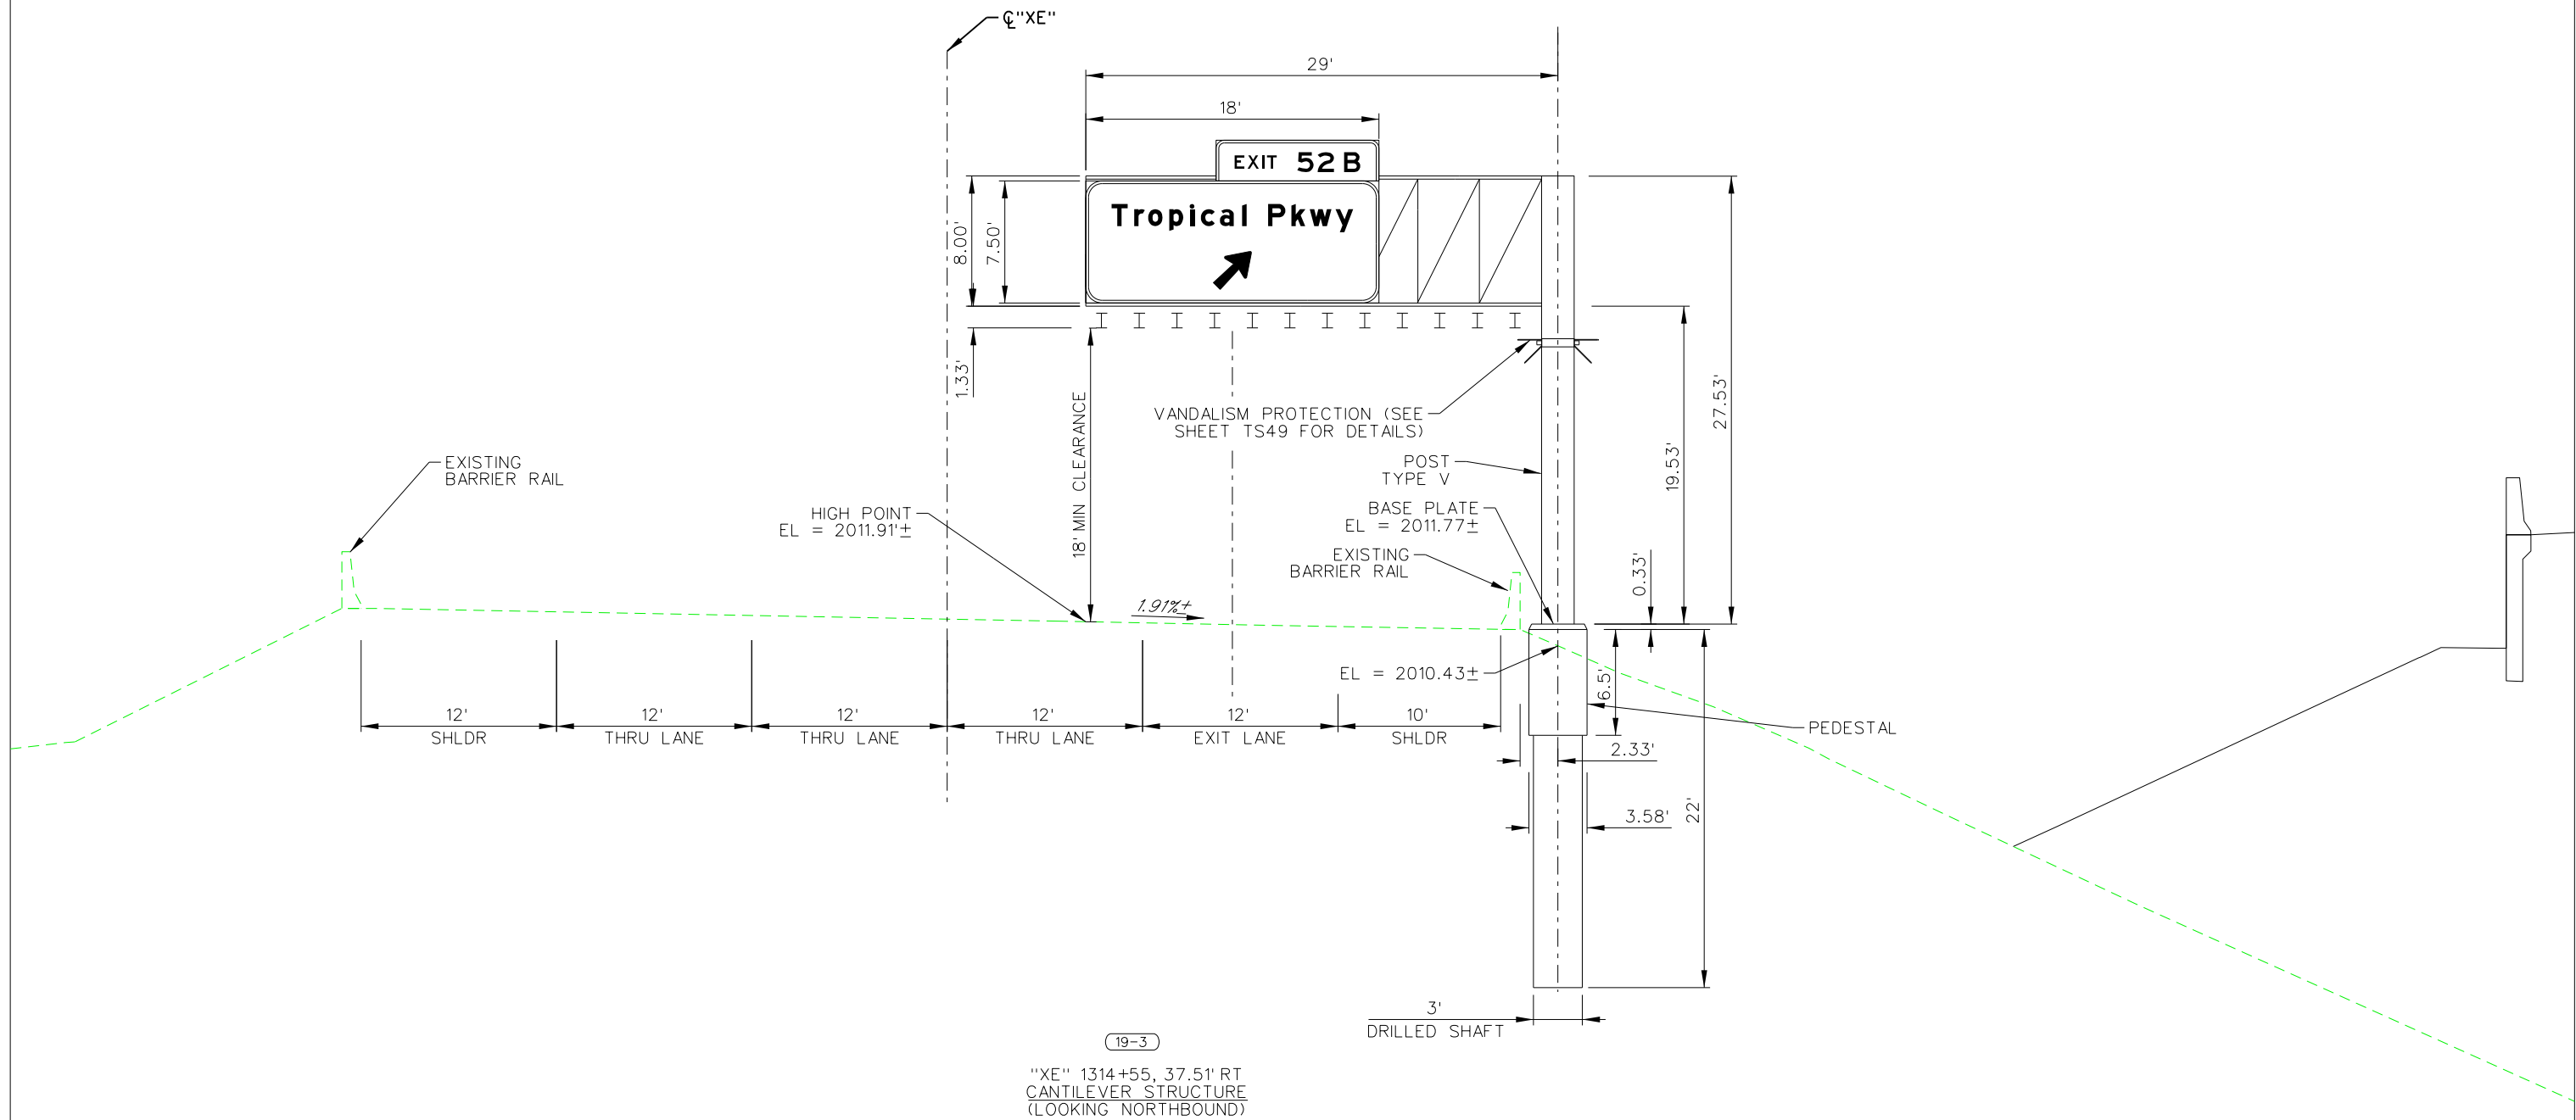 ℄"XE"
29'
18'
EXIT 52B
Tropical Pkwy
8.00'
7.50'
1.33'
18' MIN CLEARANCE
27.53'
19.53'
VANDALISM PROTECTION (SEE
SHEET TS49 FOR DETAILS)
POST
TYPE V
EXISTING
BARRIER RAIL
HIGH POINT
EL = 2011.91'±
BASE PLATE
EL = 2011.77±
EXISTING
BARRIER RAIL
0.33'
1.91%±
EL = 2010.43±
6.5'
12'
SHLDR
12'
THRU LANE
12'
THRU LANE
12'
THRU LANE
12'
EXIT LANE
10'
SHLDR
PEDESTAL
2.33'
3.58'
22'
3'
DRILLED SHAFT
19-3
"XE" 1314+55, 37.51' RT
CANTILEVER STRUCTURE
(LOOKING NORTHBOUND)